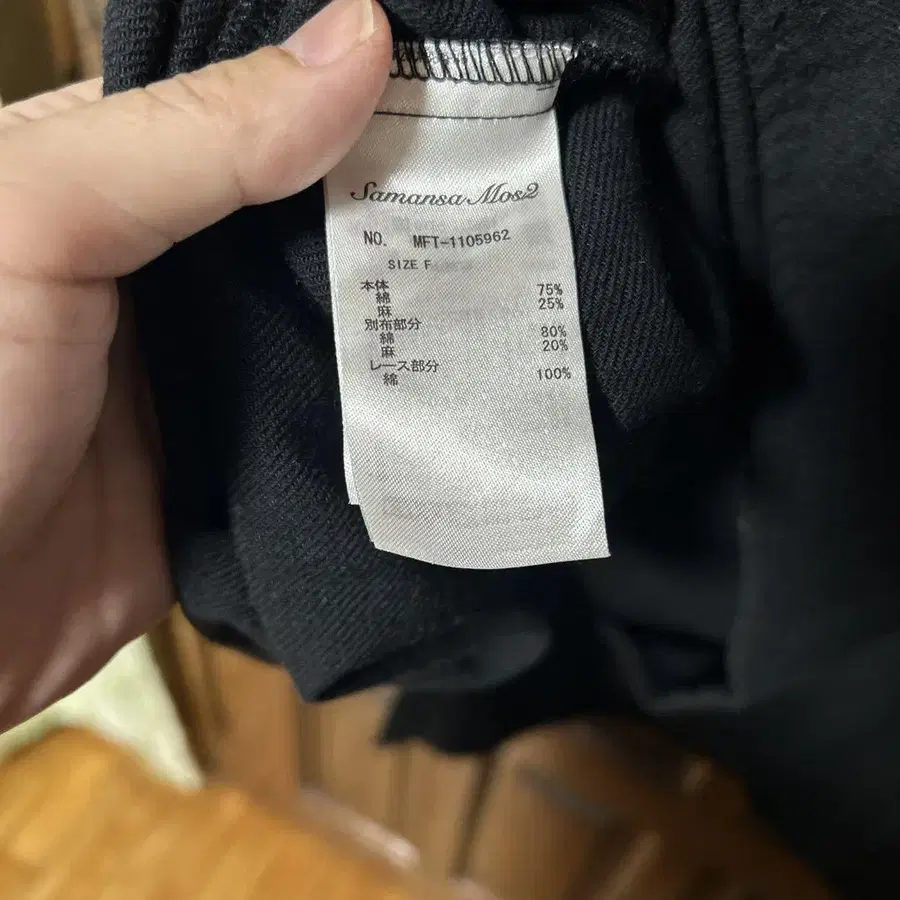 Samansa Mos2
NO. MFT-1105962
SIZE F
本体
綿 75%
麻 25%
別布部分
綿 80%
麻 20%
レース部分
綿 100%